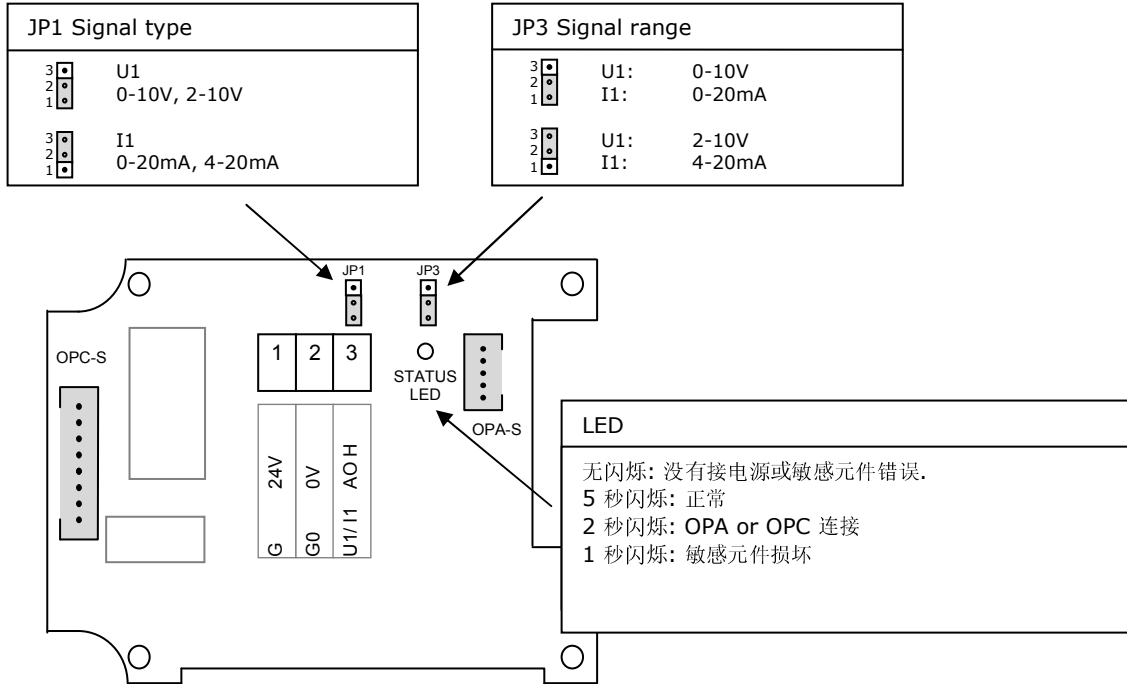 JP1 Signal type
3
2
1
U1
0-10V, 2-10V
3
2
1
I1
0-20mA, 4-20mA
JP3 Signal range
3
2
1
U1: 0-10V
I1: 0-20mA
3
2
1
U1: 2-10V
I1: 4-20mA
JP1
JP3
OPC-S
1 2 3
STATUS
LED
OPA-S
G 24V
G0 0V
U1/ I1 AO H
LED
无闪烁: 没有接电源或敏感元件错误.
5 秒闪烁: 正常
2 秒闪烁: OPA or OPC 连接
1 秒闪烁: 敏感元件损坏